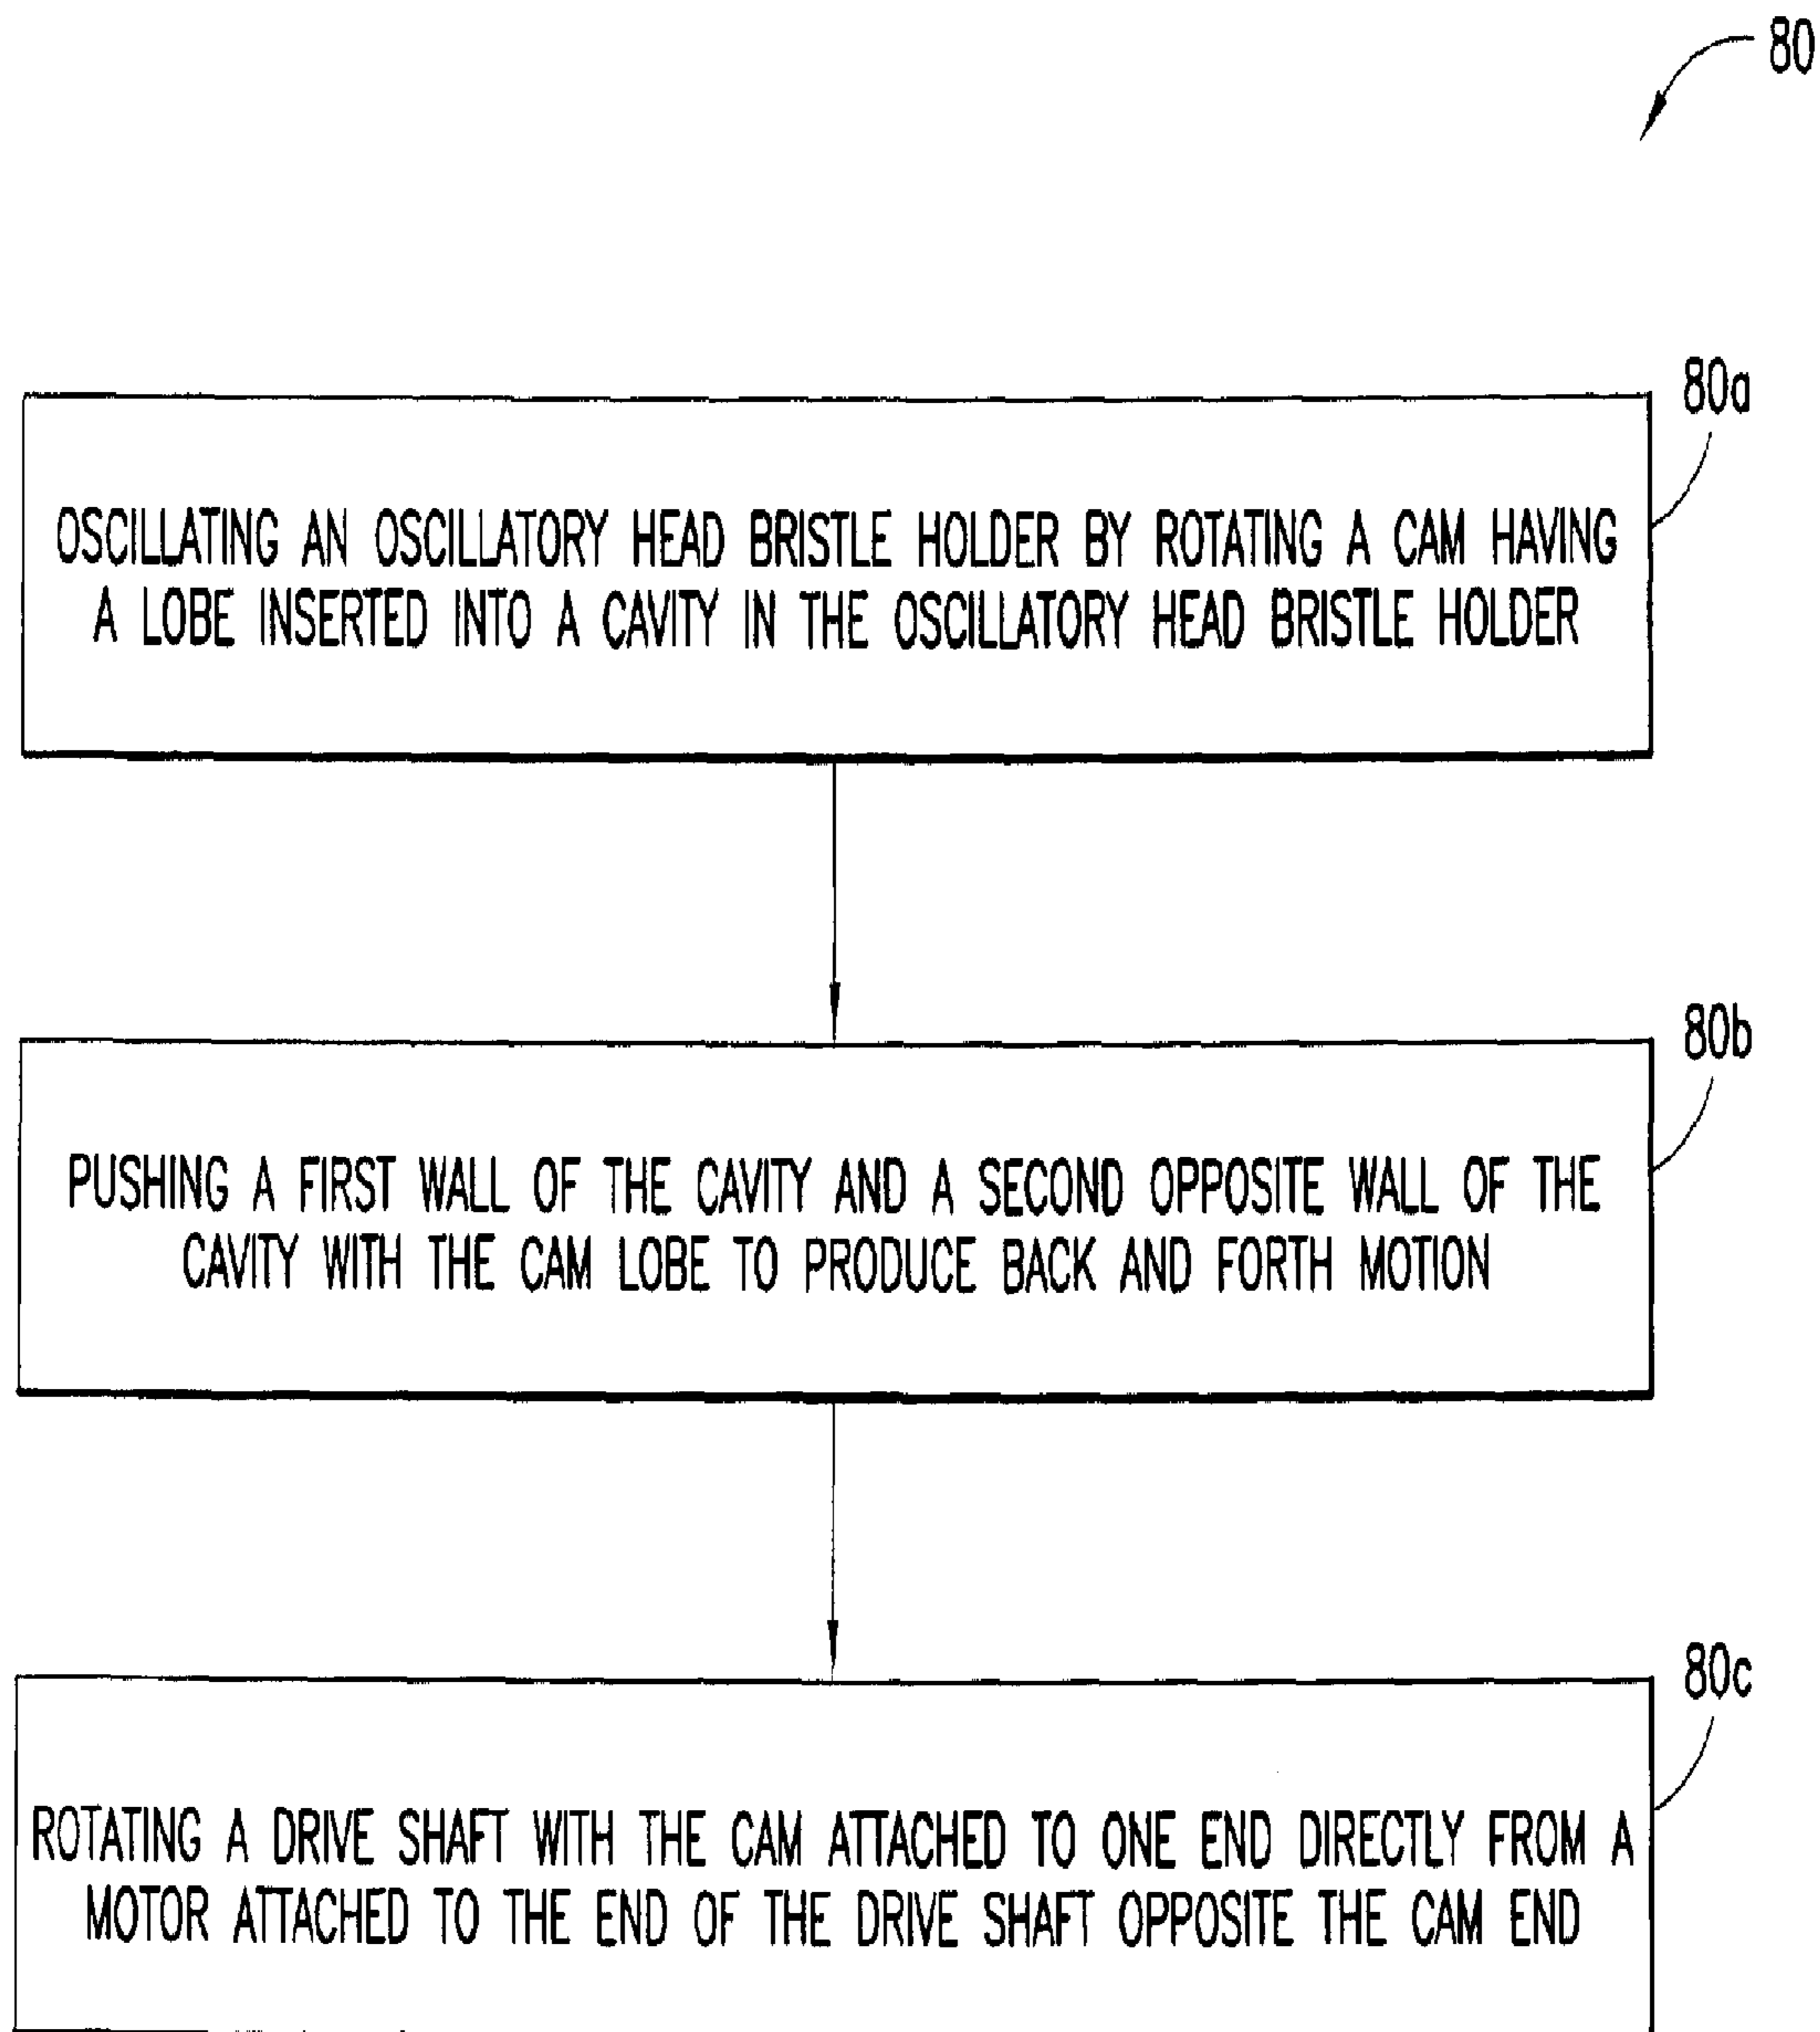 80
80a
OSCILLATING AN OSCILLATORY HEAD BRISTLE HOLDER BY ROTATING A CAM HAVING
A LOBE INSERTED INTO A CAVITY IN THE OSCILLATORY HEAD BRISTLE HOLDER
80b
PUSHING A FIRST WALL OF THE CAVITY AND A SECOND OPPOSITE WALL OF THE
CAVITY WITH THE CAM LOBE TO PRODUCE BACK AND FORTH MOTION
80c
ROTATING A DRIVE SHAFT WITH THE CAM ATTACHED TO ONE END DIRECTLY FROM A
MOTOR ATTACHED TO THE END OF THE DRIVE SHAFT OPPOSITE THE CAM END